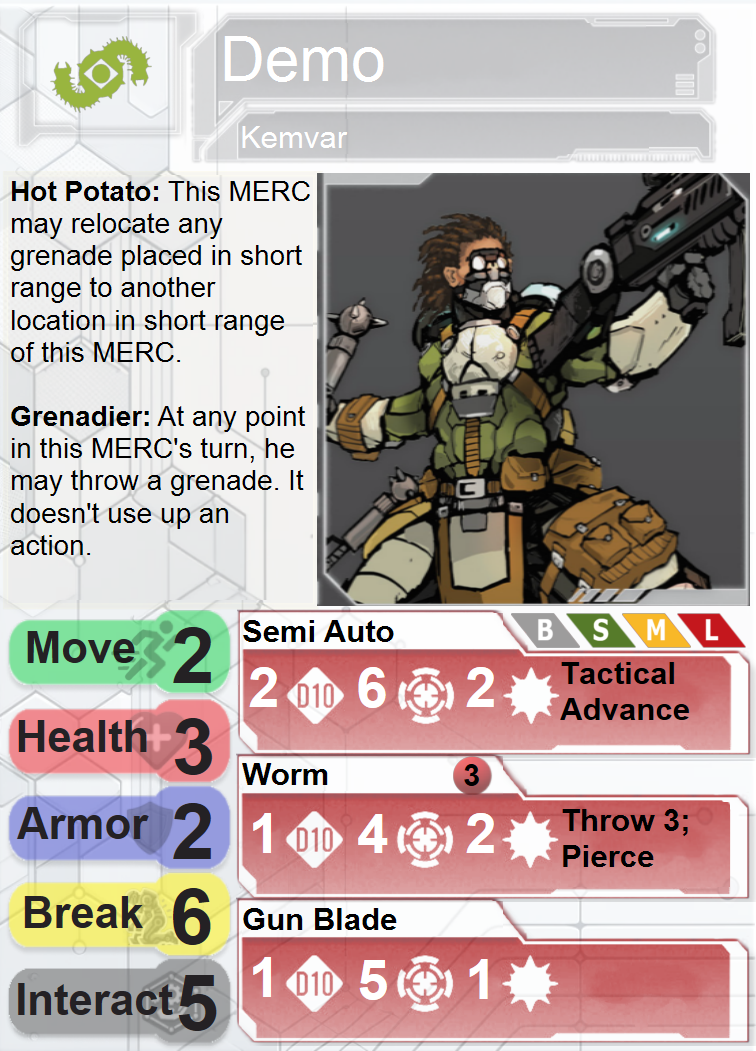 Demo
Kemvar
Hot Potato: This MERC
may relocate any
grenade placed in short
range to another
location in short range
of this MERC.
Grenadier: At any point
in this MERC's turn, he
may throw a grenade. It
doesn't use up an
action.
Move 2
Health 3
Armor 2
Break 6
Interact 5
Semi Auto B S M L
2 D10 6 2 Tactical
Advance
Worm 3
1 D10 4 2 Throw 3;
Pierce
Gun Blade
1 D10 5 1